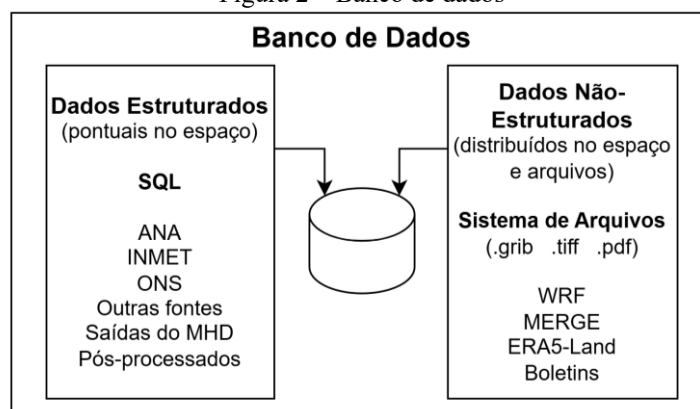 Figura 2 – Banco de dados
Banco de Dados
Dados Estruturados
(pontuais no espaço)
SQL
ANA
INMET
ONS
Outras fontes
Saídas do MHD
Pós-processados
Dados Não-
Estruturados
(distribuídos no espaço
e arquivos)
Sistema de Arquivos
(.grib .tiff .pdf)
WRF
MERGE
ERA5-Land
Boletins